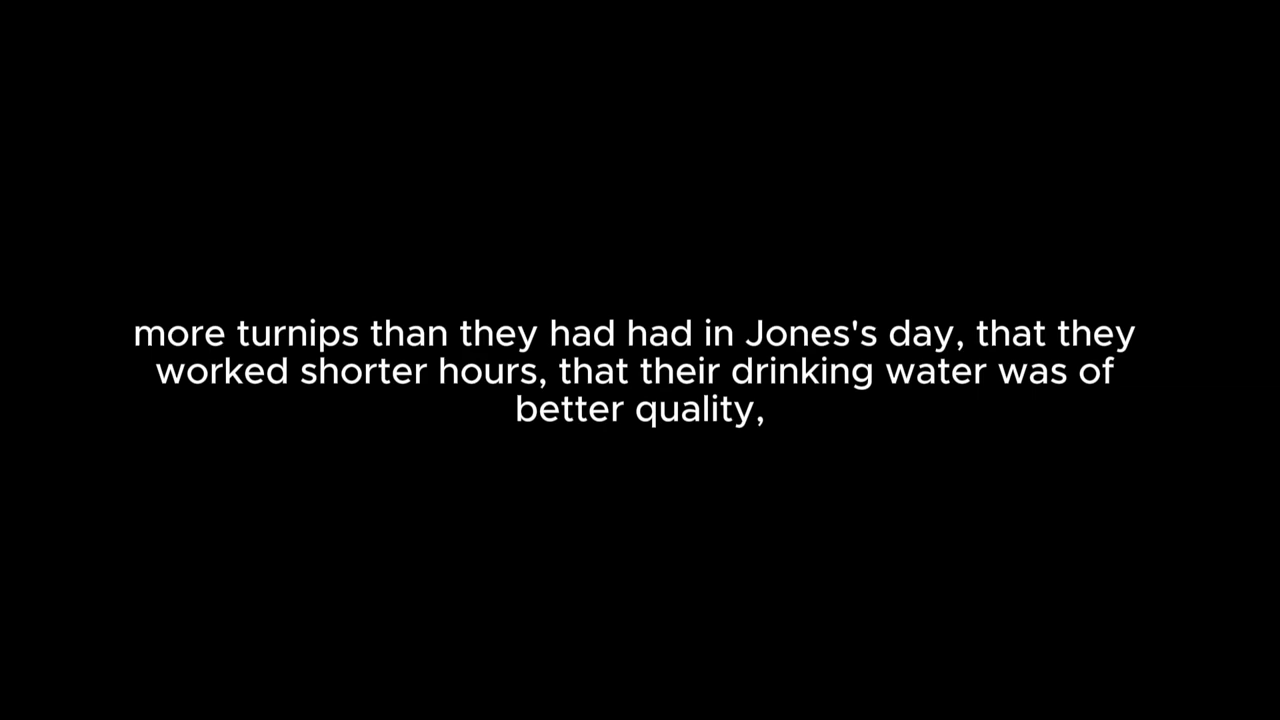 more turnips than they had had in Jones's day, that they
worked shorter hours, that their drinking water was of
better quality,